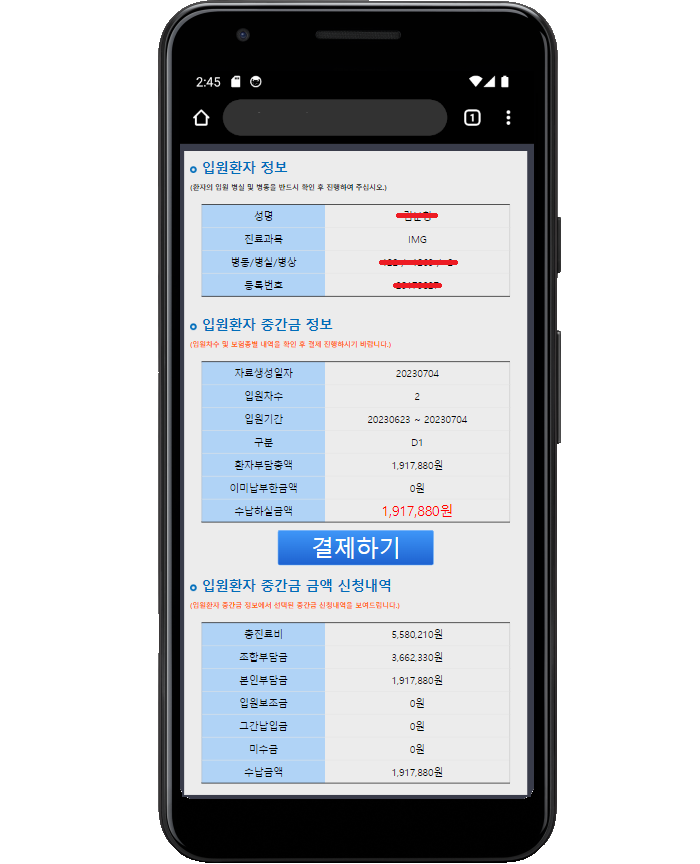 2:45
1
입원환자 정보
(환자의 입원 병실 및 병동을 반드시 확인 후 진행하여 주십시오.)
성명
진료과목 IMG
병동/병실/병상
등록번호
입원환자 중간금 정보
(입원차수 및 보험종별 내역을 확인 후 결제 진행하시기 바랍니다.)
자료생성일자 20230704
입원차수 2
입원기간 20230623 ~ 20230704
구분 D1
환자부담총액 1,917,880원
이미납부한금액 0원
수납하실금액 1,917,880원
결제하기
입원환자 중간금 금액 신청내역
(입원환자 중간금 정보에서 선택된 중간금 신청내역을 보여드립니다.)
총진료비 5,580,210원
조합부담금 3,662,330원
본인부담금 1,917,880원
입원보조금 0원
그간납입금 0원
미수금 0원
수납금액 1,917,880원